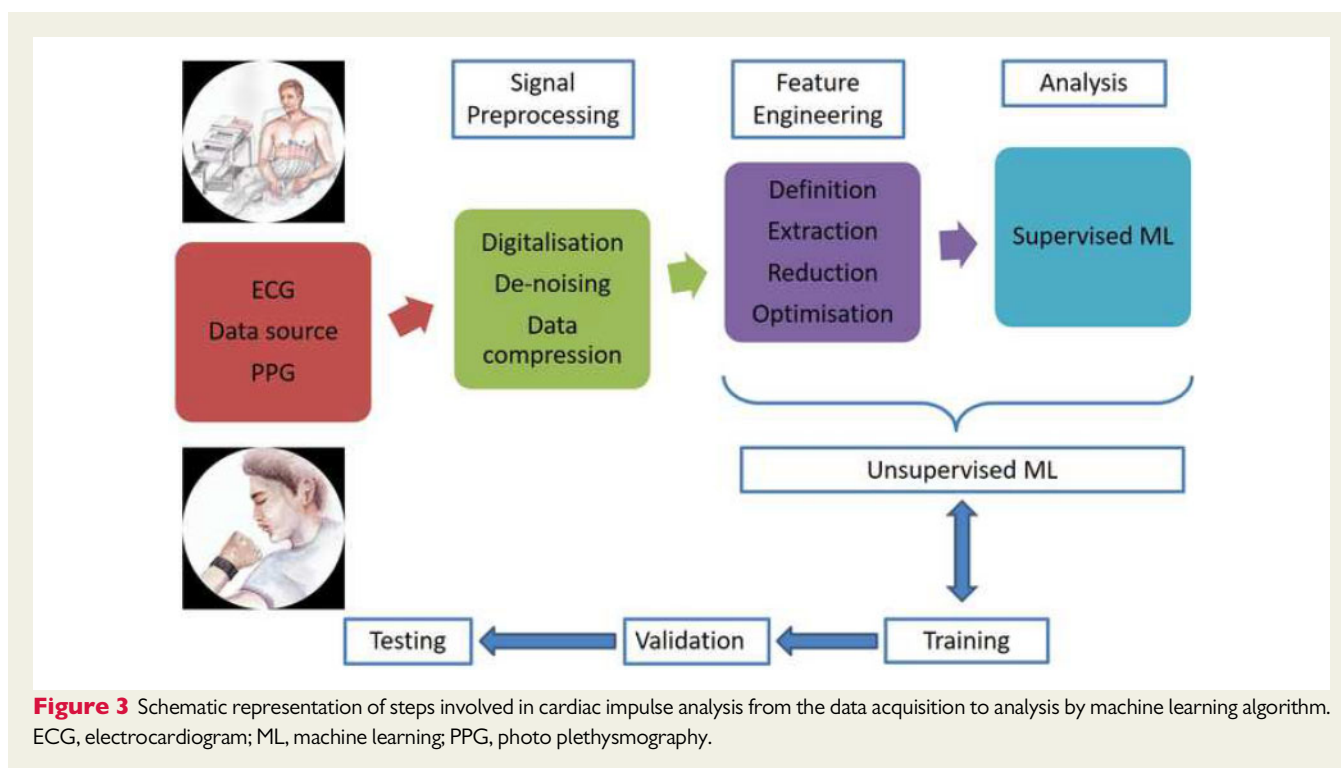 Signal
Preprocessing
Feature
Engineering
Analysis
ECG
Data source
PPG
Digitalisation
De-noising
Data
compression
Definition
Extraction
Reduction
Optimisation
Supervised ML
Unsupervised ML
Testing
Validation
Training
Figure 3 Schematic representation of steps involved in cardiac impulse analysis from the data acquisition to analysis by machine learning algorithm.
ECG, electrocardiogram; ML, machine learning; PPG, photo plethysmography.